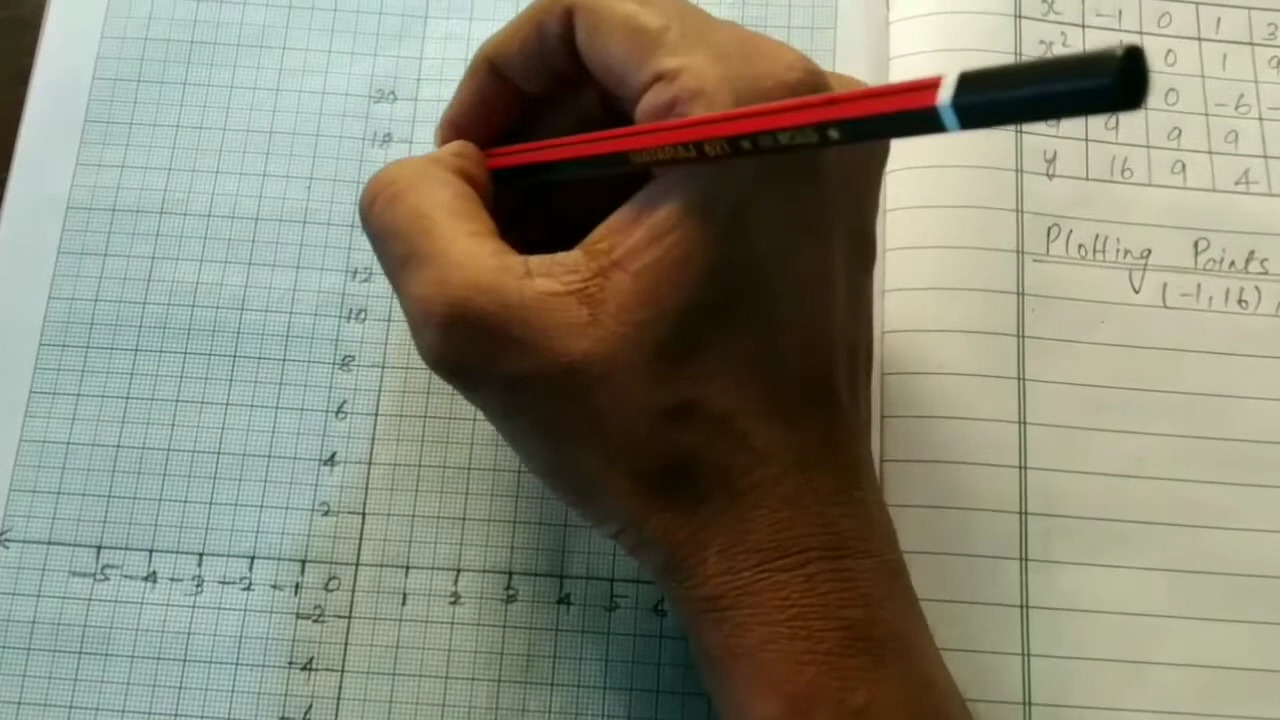 20
18
12
10
8
6
4
2
-5 -4 -3 -2 -1 0 1 2 3 4 5 6
-2
-4
NATARAJ 621
x -1 0 1 3
x² 0 1 9
0 -6 -
9 9 9
y 16 9 4
Plotting Points
(-1,16)